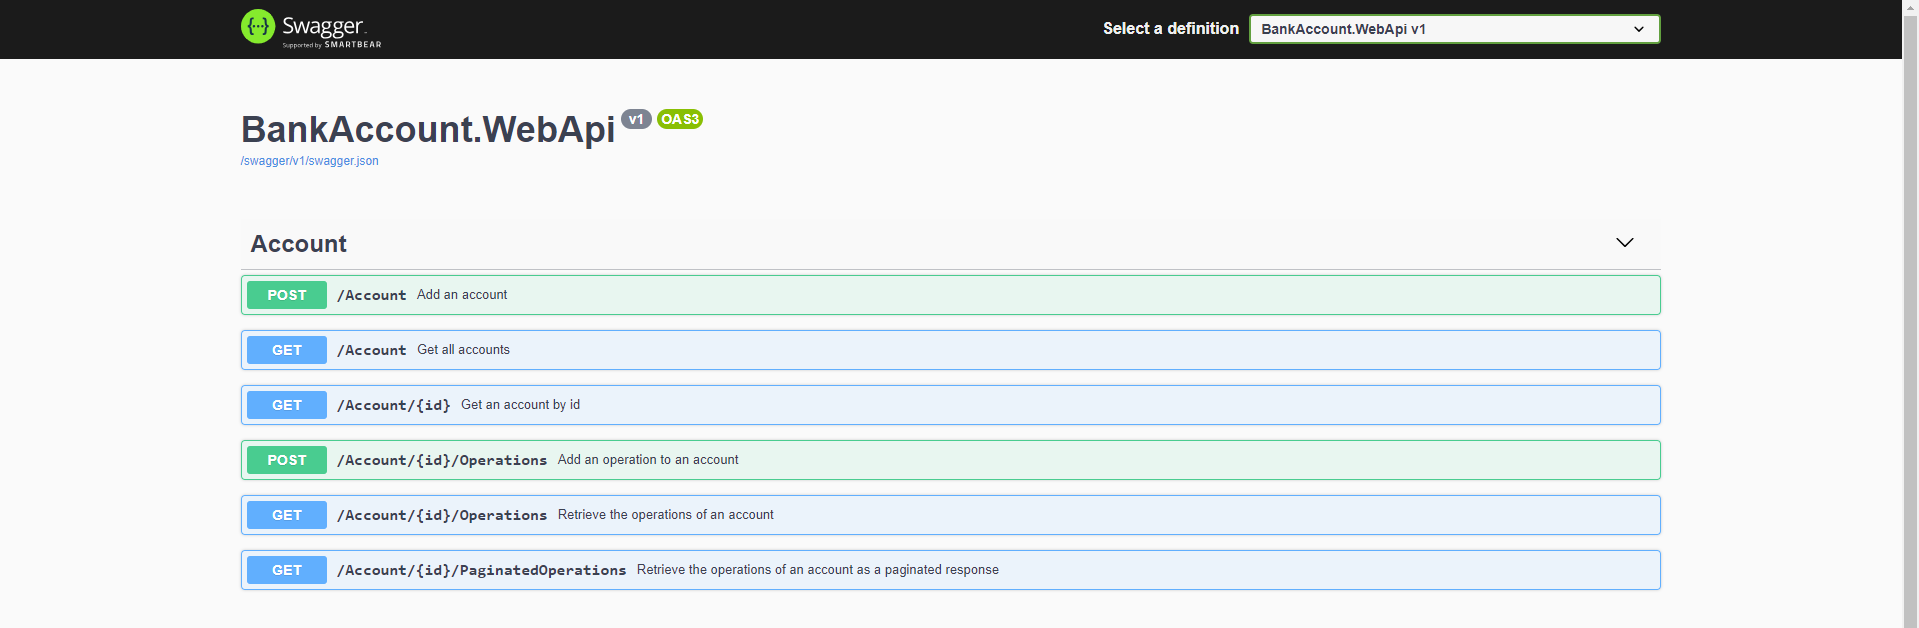 {···} Swagger.
Supported by SMARTBEAR
Select a definition
BankAccount.WebApi v1
BankAccount.WebApi v1 OAS3
/swagger/v1/swagger.json
Account
POST /Account Add an account
GET /Account Get all accounts
GET /Account/{id} Get an account by id
POST /Account/{id}/Operations Add an operation to an account
GET /Account/{id}/Operations Retrieve the operations of an account
GET /Account/{id}/PaginatedOperations Retrieve the operations of an account as a paginated response